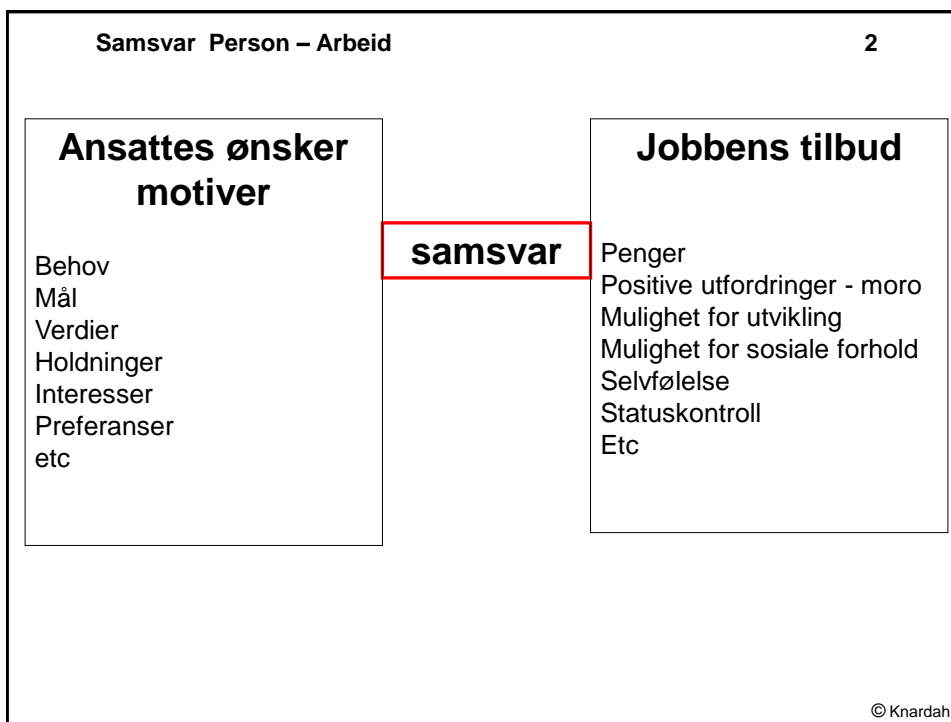 Samsvar Person – Arbeid 2
Ansattes ønsker
motiver
Behov
Mål
Verdier
Holdninger
Interesser
Preferanser
etc
samsvar
Jobbens tilbud
Penger
Positive utfordringer - moro
Mulighet for utvikling
Mulighet for sosiale forhold
Selvfølelse
Statuskontroll
Etc
© Knardah